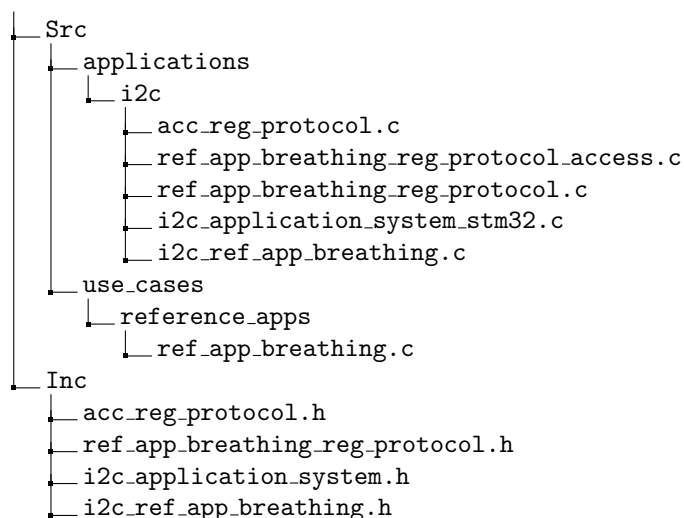 Src
applications
i2c
acc_reg_protocol.c
ref_app_breathing_reg_protocol_access.c
ref_app_breathing_reg_protocol.c
i2c_application_system_stm32.c
i2c_ref_app_breathing.c
use_cases
reference_apps
ref_app_breathing.c
Inc
acc_reg_protocol.h
ref_app_breathing_reg_protocol.h
i2c_application_system.h
i2c_ref_app_breathing.h